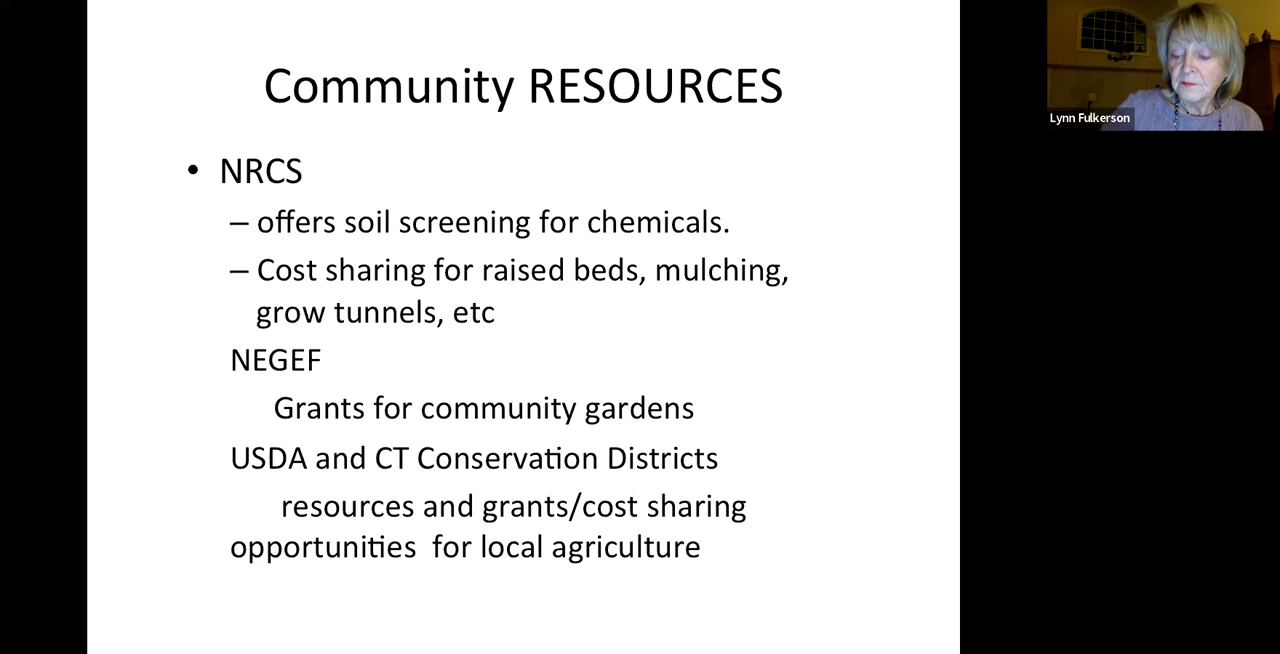 Community RESOURCES
• NRCS
– offers soil screening for chemicals.
– Cost sharing for raised beds, mulching,
grow tunnels, etc
NEGEF
Grants for community gardens
USDA and CT Conservation Districts
resources and grants/cost sharing
opportunities  for local agriculture
Lynn Fulkerson